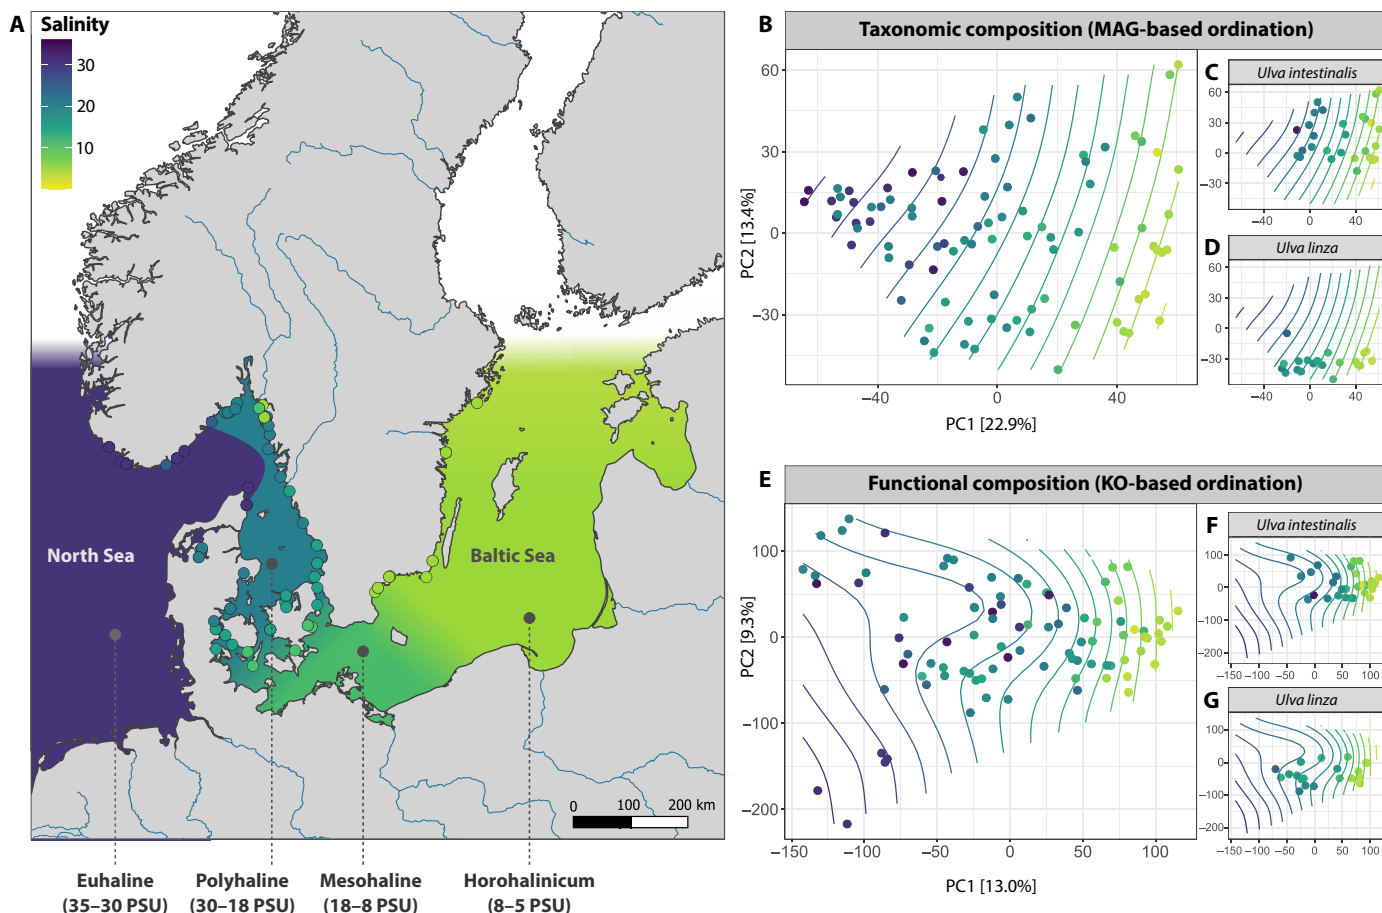 A
Salinity
30
20
10
North Sea
Baltic Sea
0 100 200 km
Euhaline
(35–30 PSU)
Polyhaline
(30–18 PSU)
Mesohaline
(18–8 PSU)
Horohalinicum
(8–5 PSU)
B
Taxonomic composition (MAG-based ordination)
60
30
0
−30
PC2 [13.4%]
−40 0 40
PC1 [22.9%]
C
Ulva intestinalis
60
30
0
−30
−40 0 40
D
Ulva linza
60
30
0
−30
−40 0 40
E
Functional composition (KO-based ordination)
100
0
−100
−200
PC2 [9.3%]
−150 −100 −50 0 50 100
PC1 [13.0%]
F
Ulva intestinalis
100
0
−100
−200
−150 −100 −50 0 50 100
G
Ulva linza
100
0
−100
−200
−150 −100 −50 0 50 100